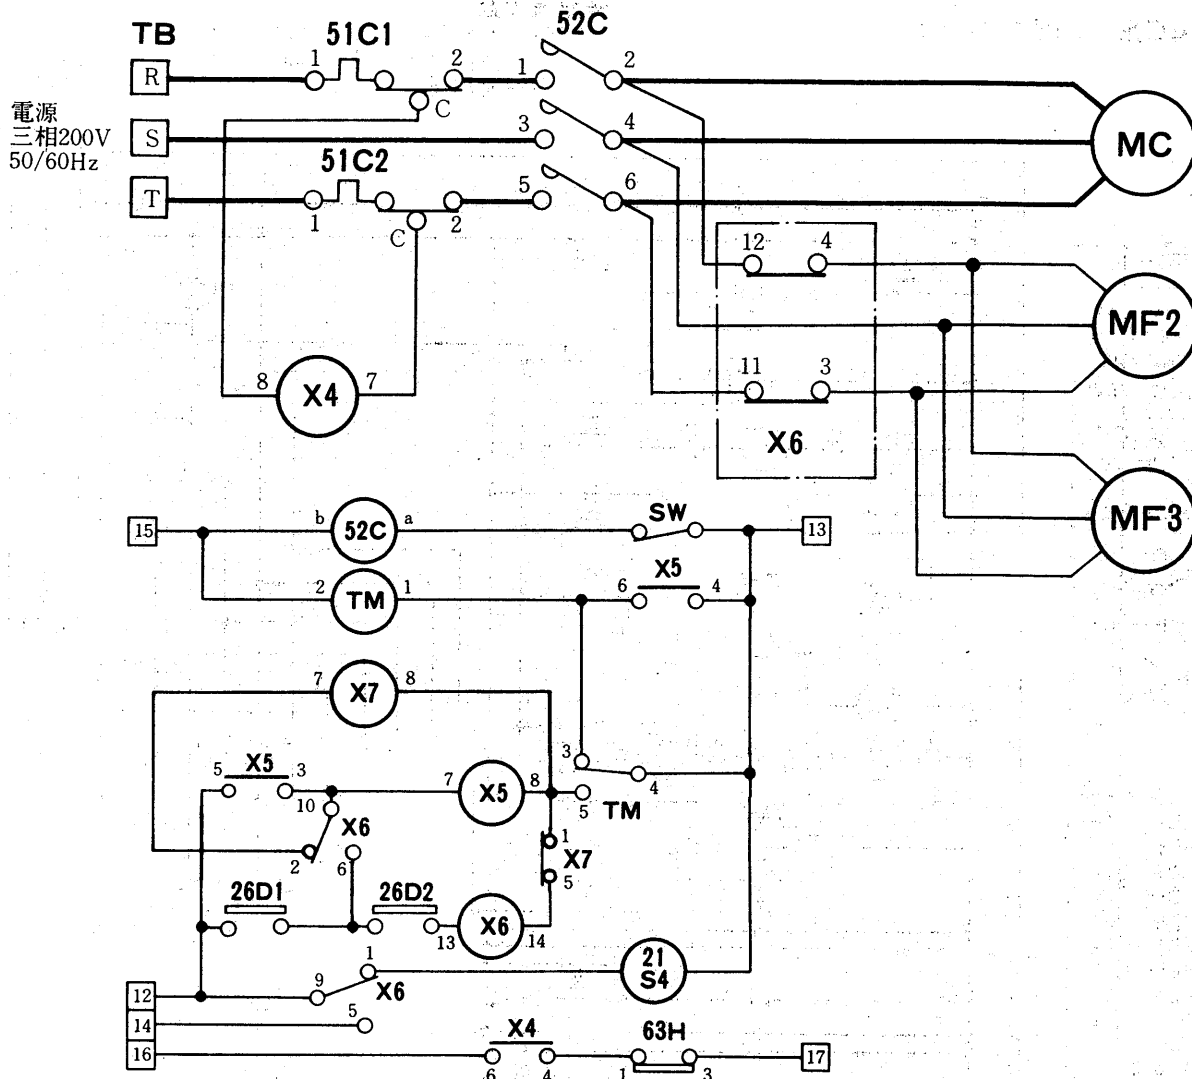 TB
51C1
52C
R
1
2
1
2
C
電源
三相200V
50/60Hz
S
3
4
MC
51C2
T
1
2
5
6
C
12
4
MF2
11
3
X6
8
X4
7
MF3
15
b
52C
a
SW
13
2
TM
1
X5
6
4
7
X7
8
3
4
5
TM
5
X5
3
7
X5
8
10
X6
2
6
1
X7
5
26D1
26D2
13
X6
14
1
21
S4
9
X6
12
14
5
16
X4
6
4
63H
1
3
17